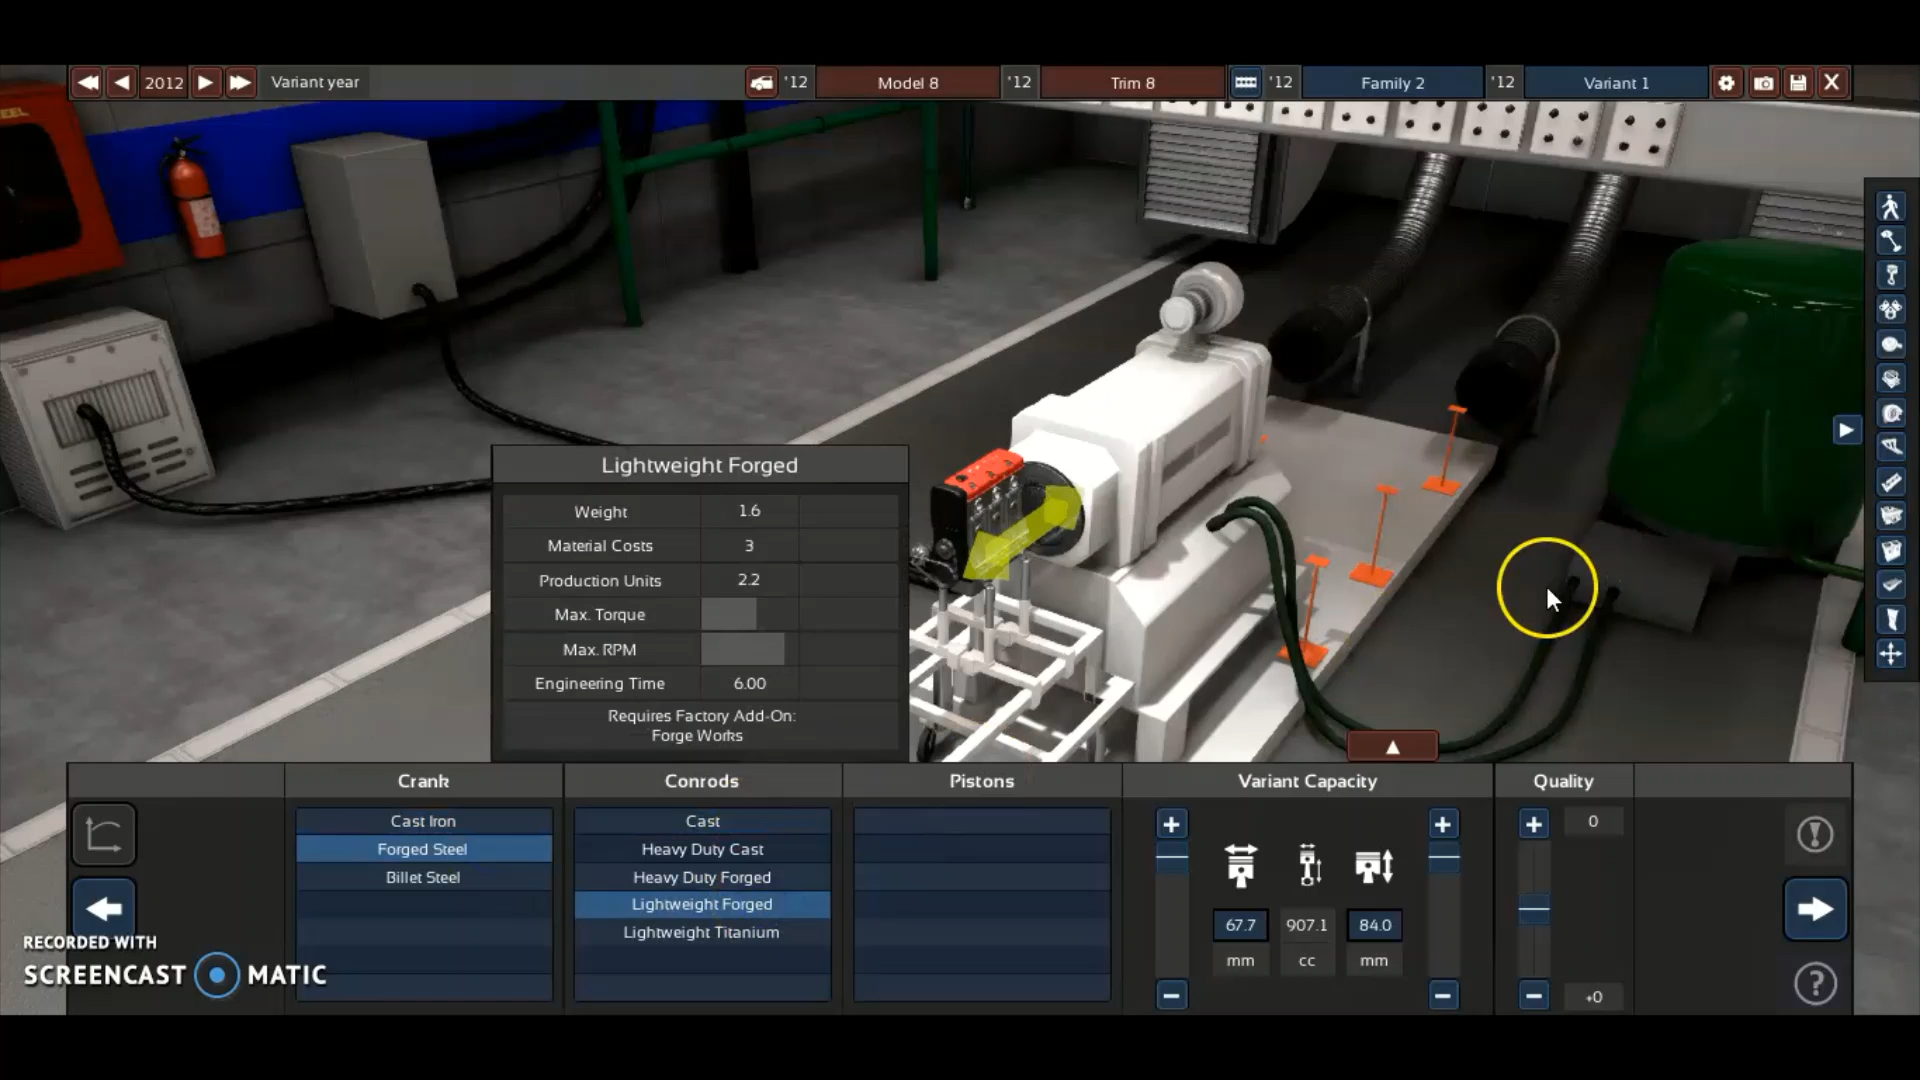 2012
Variant year
'12
Model 8
'12
Trim 8
'12
Family 2
'12
Variant 1
Lightweight Forged
Weight 1.6
Material Costs 3
Production Units 2.2
Max. Torque
Max. RPM
Engineering Time 6.00
Requires Factory Add-On:
Forge Works
Crank
Cast Iron
Forged Steel
Billet Steel
Conrods
Cast
Heavy Duty Cast
Heavy Duty Forged
Lightweight Forged
Lightweight Titanium
Pistons
Variant Capacity
67.7 907.1 84.0
mm cc mm
Quality
0
+0
RECORDED WITH
SCREENCAST MATIC